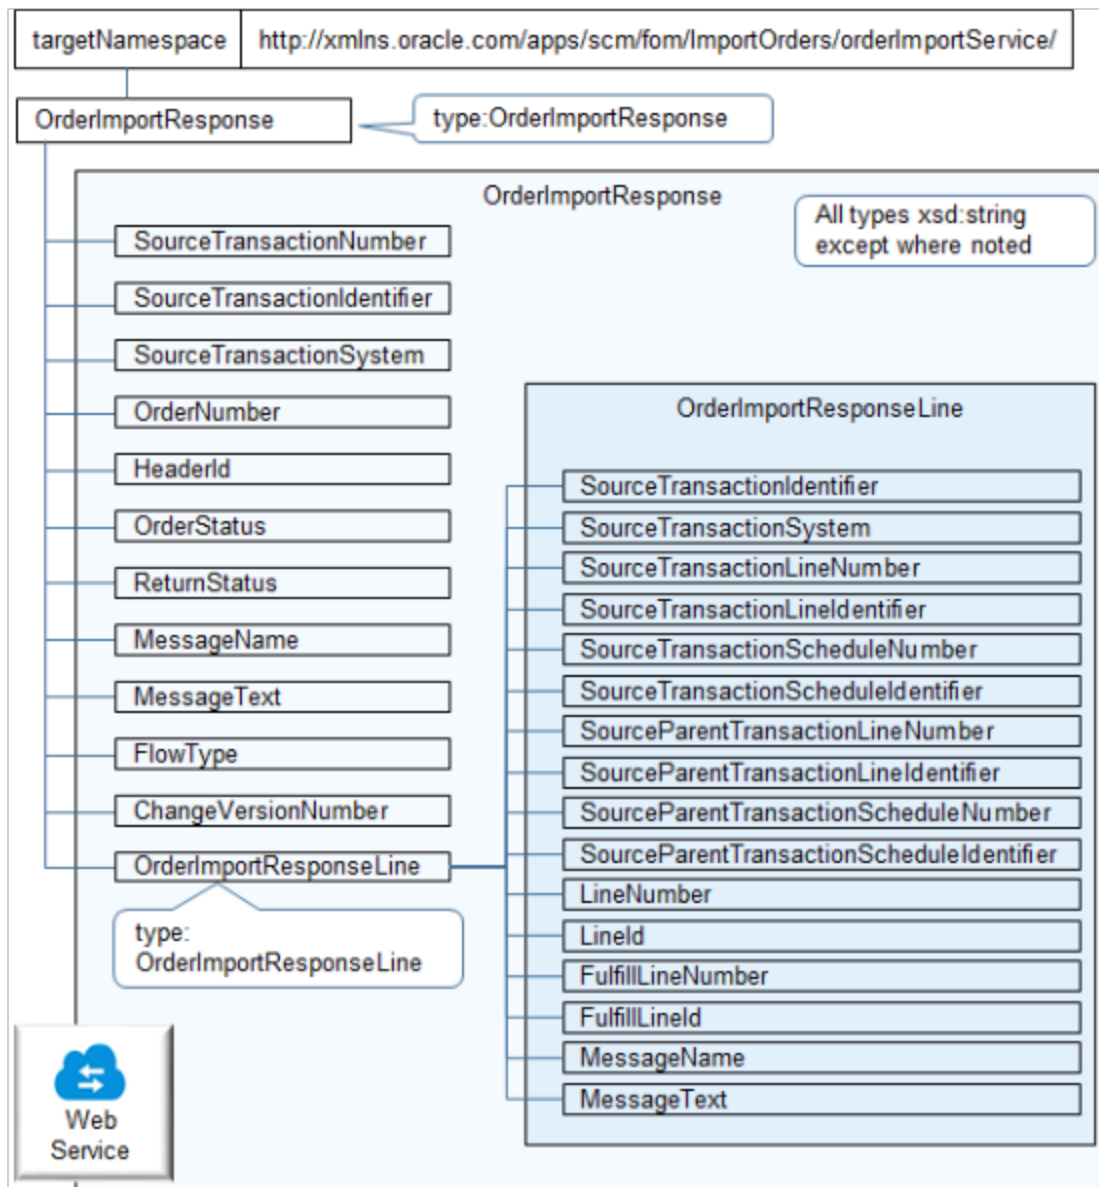 targetNamespace http://xmlns.oracle.com/apps/scm/fom/ImportOrders/orderImportService/
OrderImportResponse
type:OrderImportResponse
OrderImportResponse
All types xsd:string
except where noted
SourceTransactionNumber
SourceTransactionIdentifier
SourceTransactionSystem
OrderNumber
HeaderId
OrderStatus
ReturnStatus
MessageName
MessageText
FlowType
ChangeVersionNumber
OrderImportResponseLine
type:
OrderImportResponseLine
OrderImportResponseLine
SourceTransactionIdentifier
SourceTransactionSystem
SourceTransactionLineNumber
SourceTransactionLineIdentifier
SourceTransactionScheduleNumber
SourceTransactionScheduleIdentifier
SourceParentTransactionLineNumber
SourceParentTransactionLineIdentifier
SourceParentTransactionScheduleNumber
SourceParentTransactionScheduleIdentifier
LineNumber
LineId
FulfillLineNumber
FulfillLineId
MessageName
MessageText
Web
Service